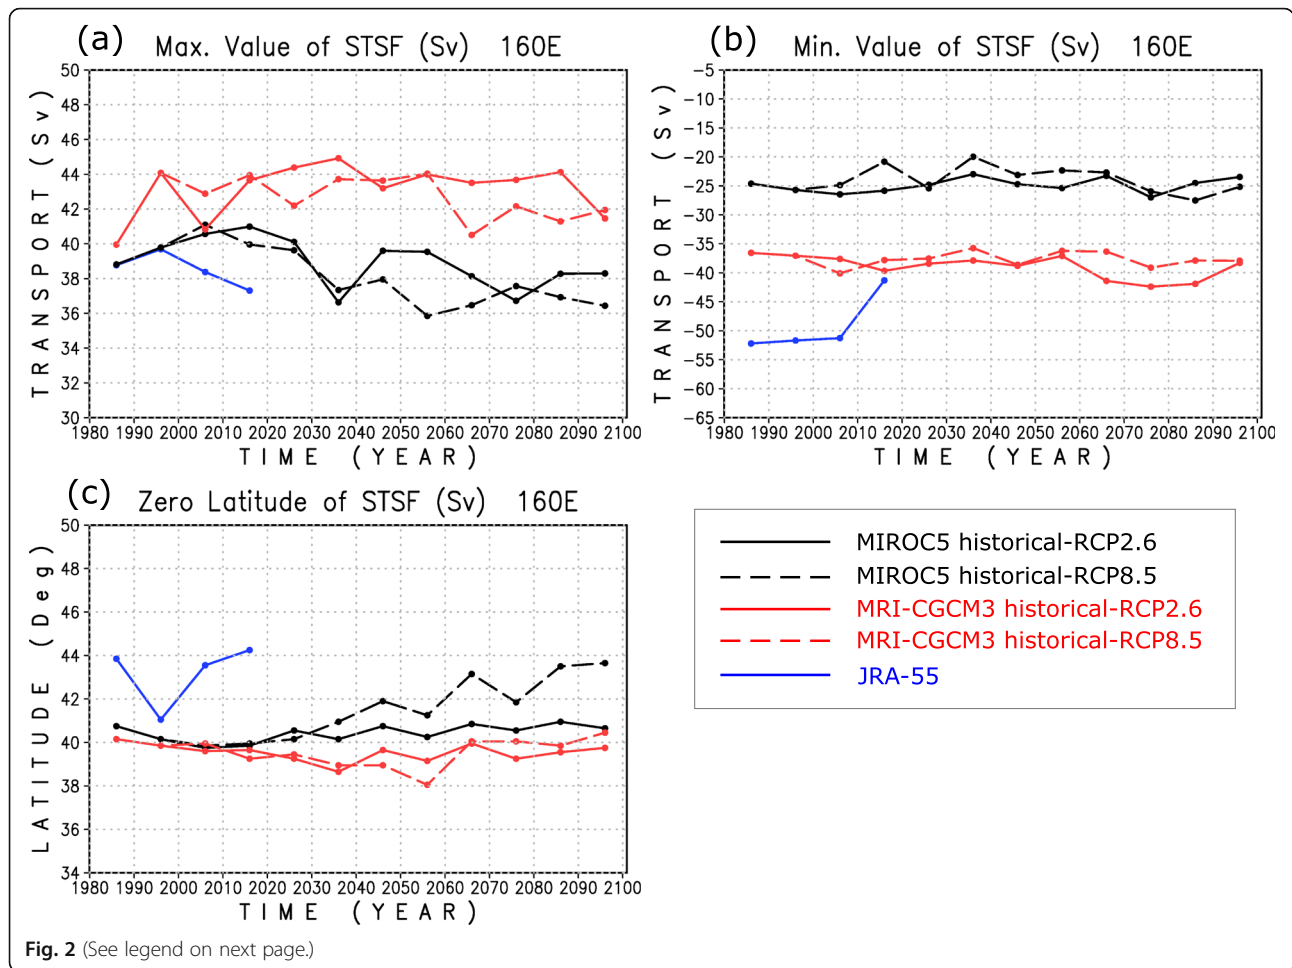 (a) Max. Value of STSF (Sv) 160E
TRANSPORT (Sv)
50
48
46
44
42
40
38
36
34
32
30
1980 1990 2000 2010 2020 2030 2040 2050 2060 2070 2080 2090 2100
TIME (YEAR)
(b) Min. Value of STSF (Sv) 160E
TRANSPORT (Sv)
-5
-10
-15
-20
-25
-30
-35
-40
-45
-50
-55
-60
-65
1980 1990 2000 2010 2020 2030 2040 2050 2060 2070 2080 2090 2100
TIME (YEAR)
(c) Zero Latitude of STSF (Sv) 160E
LATITUDE (Deg)
50
48
46
44
42
40
38
36
34
1980 1990 2000 2010 2020 2030 2040 2050 2060 2070 2080 2090 2100
TIME (YEAR)
MIROC5 historical-RCP2.6
MIROC5 historical-RCP8.5
MRI-CGCM3 historical-RCP2.6
MRI-CGCM3 historical-RCP8.5
JRA-55
Fig. 2 (See legend on next page.)